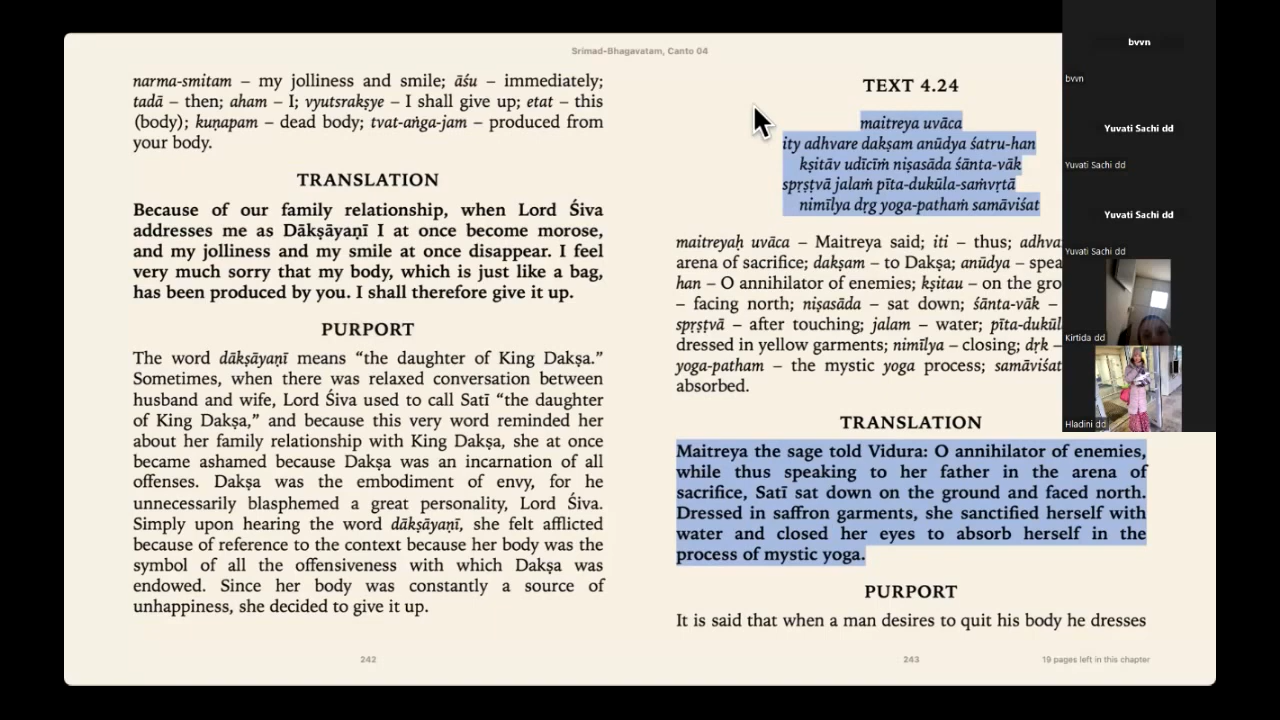 Srimad-Bhagavatam, Canto 04
narma-smitam – my jolliness and smile; āśu – immediately;
tadā – then; aham – I; vyutsrakṣye – I shall give up; etat – this
(body); kuṇapam – dead body; tvat-aṅga-jam – produced from
your body.
TRANSLATION
Because of our family relationship, when Lord Śiva
addresses me as Dākṣāyaṇī I at once become morose,
and my jolliness and my smile at once disappear. I feel
very much sorry that my body, which is just like a bag,
has been produced by you. I shall therefore give it up.
PURPORT
The word dākṣāyaṇī means “the daughter of King Dakṣa.”
Sometimes, when there was relaxed conversation between
husband and wife, Lord Śiva used to call Satī “the daughter
of King Dakṣa,” and because this very word reminded her
about her family relationship with King Dakṣa, she at once
became ashamed because Dakṣa was an incarnation of all
offenses. Dakṣa was the embodiment of envy, for he
unnecessarily blasphemed a great personality, Lord Śiva.
Simply upon hearing the word dākṣāyaṇī, she felt afflicted
because of reference to the context because her body was the
symbol of all the offensiveness with which Dakṣa was
endowed. Since her body was constantly a source of
unhappiness, she decided to give it up.
242
TEXT 4.24
maitreya uvāca
ity adhvare dakṣam anūdya śatru-han
kṣitāv udīcīṁ niṣasāda śānta-vāk
spṛṣṭvā jalaṁ pīta-dukūla-saṁvṛtā
nimīlya dṛg yoga-pathaṁ samāviśat
maitreyaḥ uvāca – Maitreya said; iti – thus; adhva
arena of sacrifice; dakṣam – to Dakṣa; anūdya – spea
han – O annihilator of enemies; kṣitau – on the gro
– facing north; niṣasāda – sat down; śānta-vāk –
spṛṣṭvā – after touching; jalam – water; pīta-dukūl
dressed in yellow garments; nimīlya – closing; dṛk –
yoga-patham – the mystic yoga process; samāviśat
absorbed.
TRANSLATION
Maitreya the sage told Vidura: O annihilator of enemies,
while thus speaking to her father in the arena of
sacrifice, Satī sat down on the ground and faced north.
Dressed in saffron garments, she sanctified herself with
water and closed her eyes to absorb herself in the
process of mystic yoga.
PURPORT
It is said that when a man desires to quit his body he dresses
243
19 pages left in this chapter
bvvn
bvvn
Yuvati Sachi dd
Yuvati Sachi dd
Yuvati Sachi dd
Yuvati Sachi dd
Kirtida dd
Hladini dd